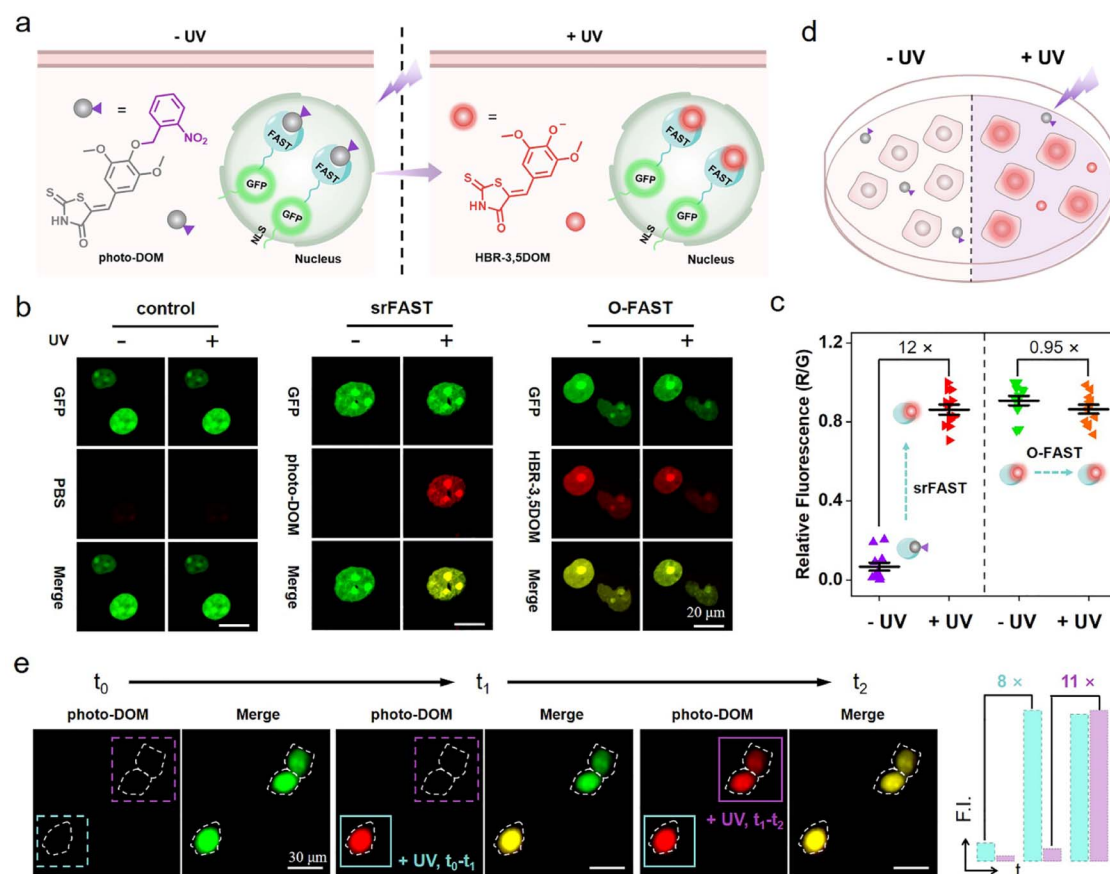 a
- UV
+ UV
=
NO₂
O
O
O
S
S
HN
O
photo-DOM
FAST
FAST
GFP
GFP
NLS
Nucleus
=
O⁻
O
O
S
S
HN
O
HBR-3,5DOM
FAST
FAST
GFP
GFP
NLS
Nucleus
d
- UV
+ UV
b
control
srFAST
O-FAST
UV
-
+
-
+
-
+
GFP
PBS
Merge
GFP
photo-DOM
Merge
GFP
HBR-3,5DOM
Merge
20 μm
c
Relative Fluorescence (R/G)
1.2
0.8
0.4
0.0
12 ×
0.95 ×
srFAST
O-FAST
- UV
+ UV
- UV
+ UV
e
t₀
t₁
t₂
photo-DOM
Merge
photo-DOM
Merge
photo-DOM
Merge
30 μm
+ UV, t₀-t₁
+ UV, t₁-t₂
8 ×
11 ×
F.I.
t